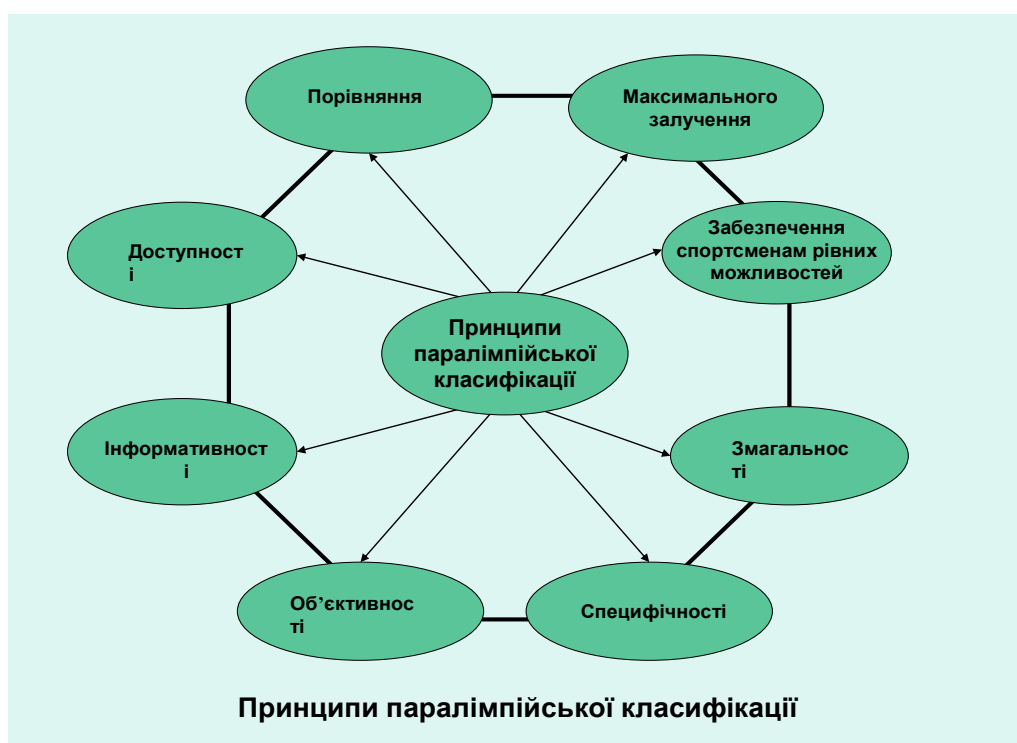 Порівняння
Максимального
залучення
Доступност
і
Забезпечення
спортсменам рівних
можливостей
Принципи
паралімпійської
класифікації
Інформативност
і
Змагальнос
ті
Об’єктивнос
ті
Специфічності
Принципи паралімпійської класифікації